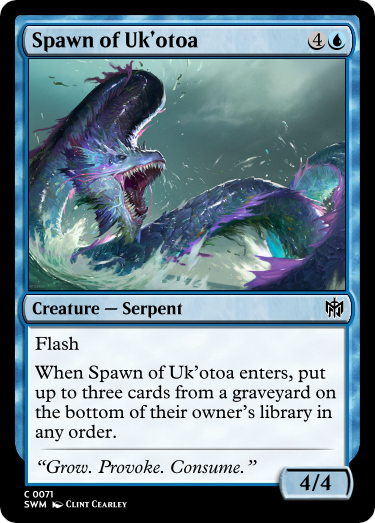 Spawn of Uk'otoa 4
Creature — Serpent
Flash
When Spawn of Uk'otoa enters, put
up to three cards from a graveyard on
the bottom of their owner's library in
any order.
"Grow. Provoke. Consume."
4/4
C 0071
SWM Clint Cearley